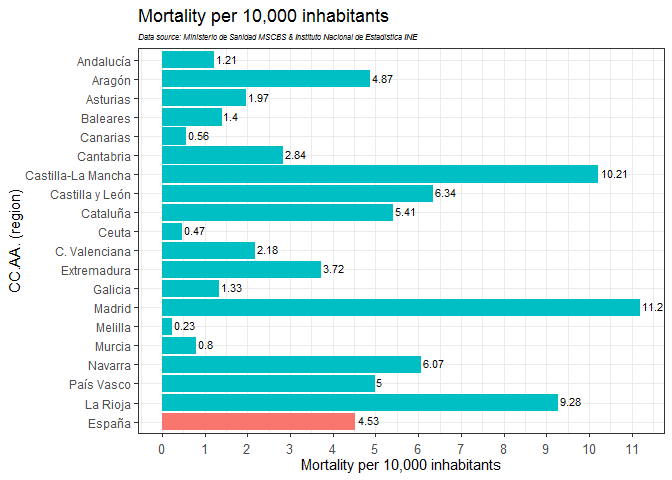 Mortality per 10,000 inhabitants
Data source: Ministerio de Sanidad MSCBS & Instituto Nacional de Estadística INE
CC.AA. (region)
Andalucía 1.21
Aragón 4.87
Asturias 1.97
Baleares 1.4
Canarias 0.56
Cantabria 2.84
Castilla-La Mancha 10.21
Castilla y León 6.34
Cataluña 5.41
Ceuta 0.47
C. Valenciana 2.18
Extremadura 3.72
Galicia 1.33
Madrid 11.2
Melilla 0.23
Murcia 0.8
Navarra 6.07
País Vasco 5
La Rioja 9.28
España 4.53
0 1 2 3 4 5 6 7 8 9 10 11
Mortality per 10,000 inhabitants